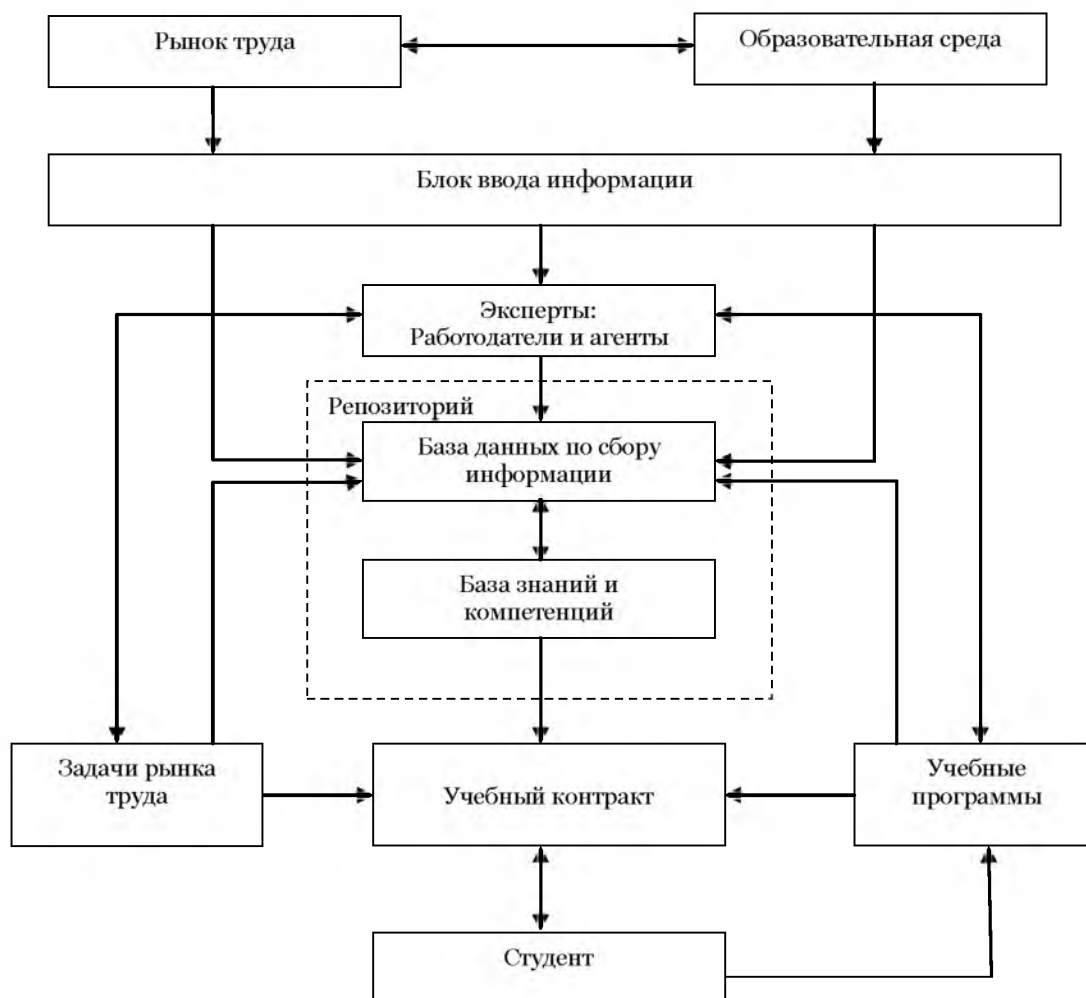 Рынок труда
Образовательная среда
Блок ввода информации
Эксперты:
Работодатели и агенты
Репозиторий
База данных по сбору
информации
База знаний и
компетенций
Задачи рынка
труда
Учебный контракт
Учебные
программы
Студент